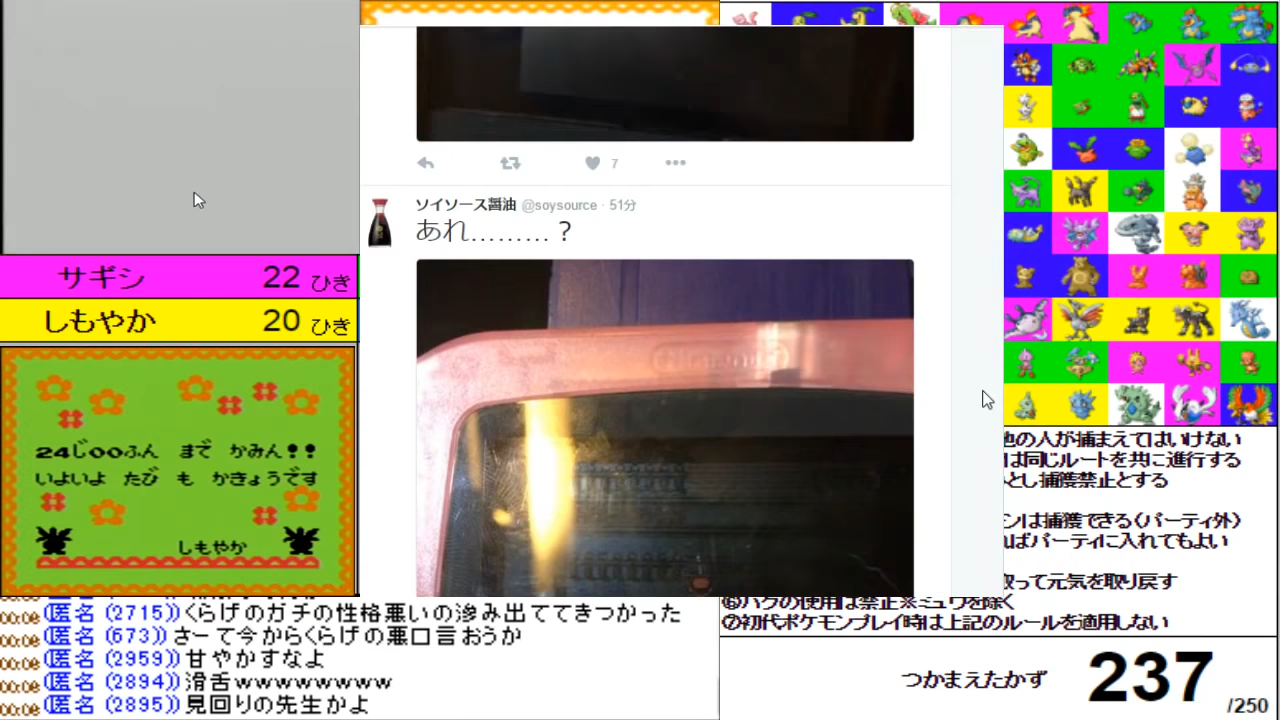 7
ソイソース醤油 @soysource · 51分
あれ………？
Nintendo
サギシ 22 ひき
しもやか 20 ひき
24じ00ふん まで かみん！！
いよいよ たび も かきょうです
しもやか
00:06 (匿名 (2715)) くらげのガチの性格悪いの滲み出ててきつかった
00:06 (匿名 (673)) さーて今からくらげの悪口言おうか
00:06 (匿名 (2959)) 甘やかすなよ
00:06 (匿名 (2894)) 滑舌wwwwwwww
00:06 (匿名 (2895)) 見回りの先生かよ
他の人が捕まえてはいけない
は同じルートを共に進行する
とし捕獲禁止とする
ンは捕獲できる(パーティ外)
ればパーティに入れてもよい
取って元気を取り戻す
⑥バグの使用は禁止※ミュウを除く
⑦初代ポケモンプレイ時は上記のルールを適用しない
つかまえたかず 237 /250